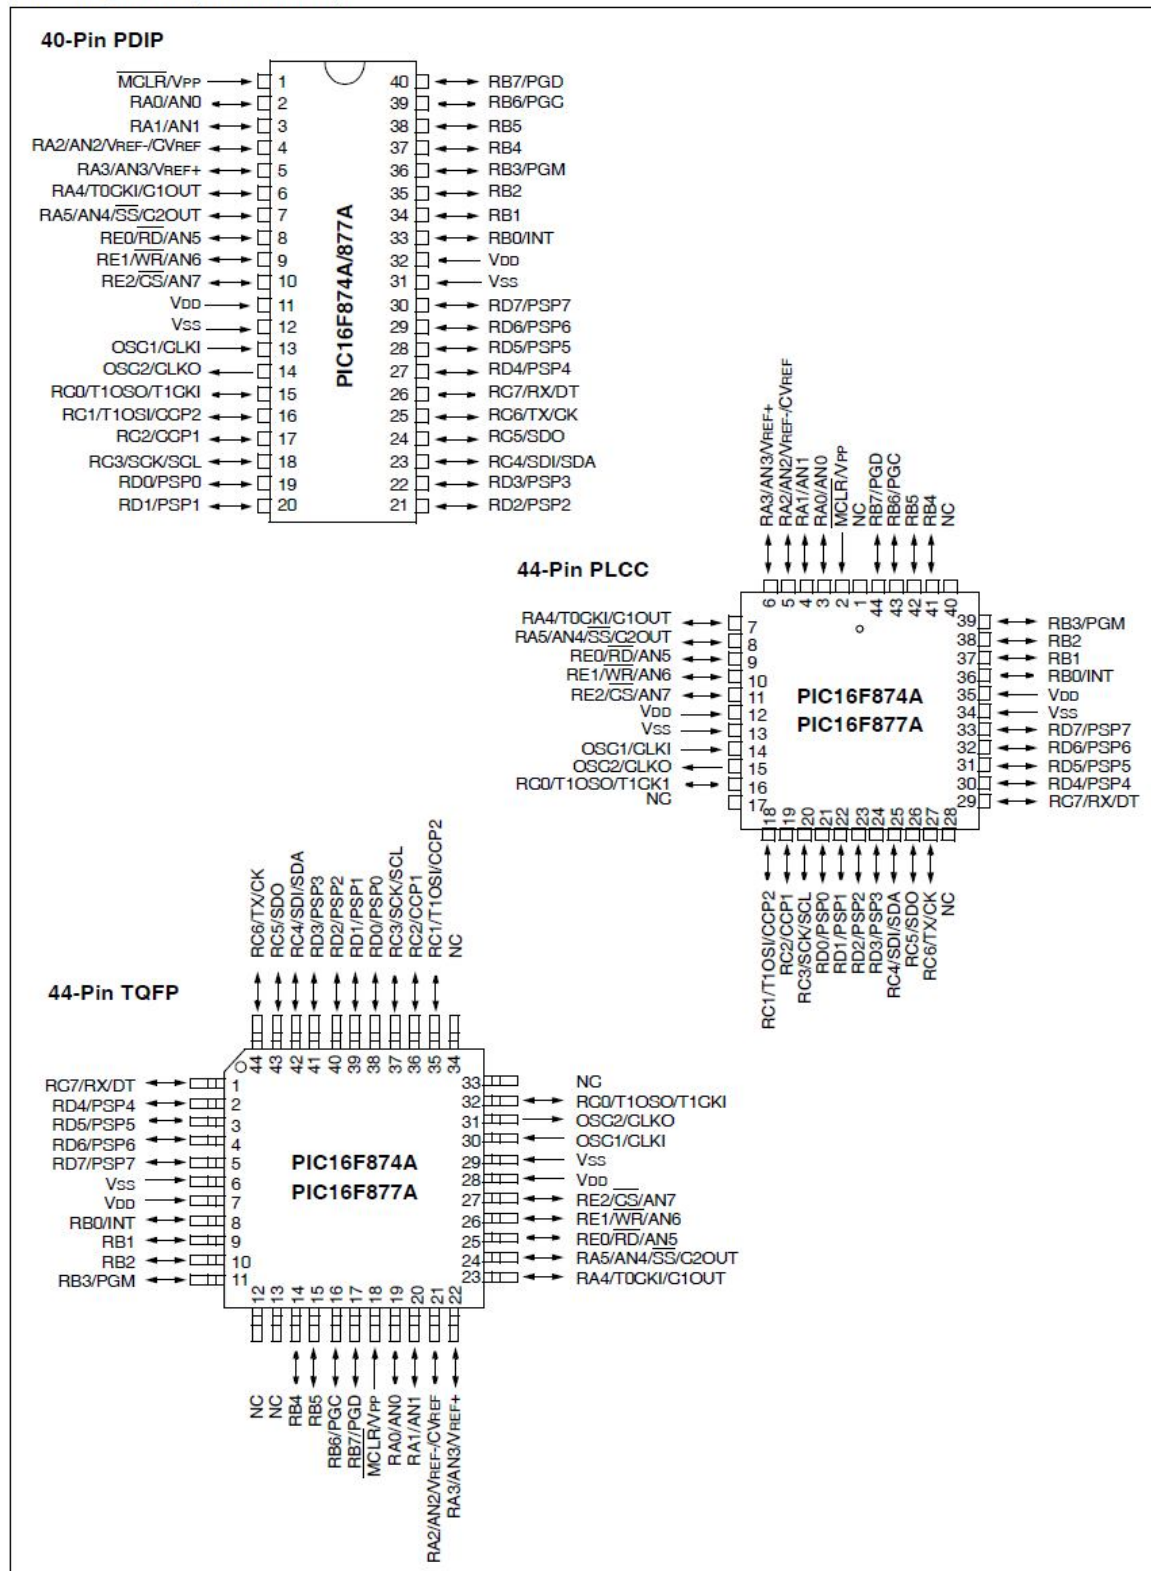 40-Pin PDIP
MCLR/VPP 1 40 RB7/PGD
RA0/AN0 2 39 RB6/PGC
RA1/AN1 3 38 RB5
RA2/AN2/VREF-/CVREF 4 37 RB4
RA3/AN3/VREF+ 5 36 RB3/PGM
RA4/T0CKI/C1OUT 6 35 RB2
RA5/AN4/SS/C2OUT 7 34 RB1
RE0/RD/AN5 8 33 RB0/INT
RE1/WR/AN6 9 32 VDD
RE2/CS/AN7 10 31 VSS
VDD 11 30 RD7/PSP7
VSS 12 29 RD6/PSP6
OSC1/CLKI 13 28 RD5/PSP5
OSC2/CLKO 14 27 RD4/PSP4
RC0/T1OSO/T1CKI 15 26 RC7/RX/DT
RC1/T1OSI/CCP2 16 25 RC6/TX/CK
RC2/CCP1 17 24 RC5/SDO
RC3/SCK/SCL 18 23 RC4/SDI/SDA
RD0/PSP0 19 22 RD3/PSP3
RD1/PSP1 20 21 RD2/PSP2
PIC16F874A/877A
44-Pin PLCC
RA3/AN3/VREF+
RA2/AN2/VREF-/CVREF
RA1/AN1
RA0/AN0
MCLR/VPP
NC
RB7/PGD
RB6/PGC
RB5
RB4
NC
6 5 4 3 2 1 44 43 42 41 40
RA4/T0CKI/C1OUT 7 39 RB3/PGM
RA5/AN4/SS/C2OUT 8 38 RB2
RE0/RD/AN5 9 37 RB1
RE1/WR/AN6 10 36 RB0/INT
RE2/CS/AN7 11 35 VDD
VDD 12 34 VSS
VSS 13 33 RD7/PSP7
OSC1/CLKI 14 32 RD6/PSP6
OSC2/CLKO 15 31 RD5/PSP5
RC0/T1OSO/T1CK1 16 30 RD4/PSP4
NC 17 29 RC7/RX/DT
PIC16F874A
PIC16F877A
18 19 20 21 22 23 24 25 26 27 28
RC1/T1OSI/CCP2
RC2/CCP1
RC3/SCK/SCL
RD0/PSP0
RD1/PSP1
RD2/PSP2
RD3/PSP3
RC4/SDI/SDA
RC5/SDO
RC6/TX/CK
NC
44-Pin TQFP
RC6/TX/CK
RC5/SDO
RC4/SDI/SDA
RD3/PSP3
RD2/PSP2
RD1/PSP1
RD0/PSP0
RC3/SCK/SCL
RC2/CCP1
RC1/T1OSI/CCP2
NC
44 43 42 41 40 39 38 37 36 35 34
RC7/RX/DT 1 33 NC
RD4/PSP4 2 32 RC0/T1OSO/T1CKI
RD5/PSP5 3 31 OSC2/CLKO
RD6/PSP6 4 30 OSC1/CLKI
RD7/PSP7 5 29 VSS
VSS 6 28 VDD
VDD 7 27 RE2/CS/AN7
RB0/INT 8 26 RE1/WR/AN6
RB1 9 25 RE0/RD/AN5
RB2 10 24 RA5/AN4/SS/C2OUT
RB3/PGM 11 23 RA4/T0CKI/C1OUT
PIC16F874A
PIC16F877A
12 13 14 15 16 17 18 19 20 21 22
NC
NC
RB4
RB5
RB6/PGC
RB7/PGD
MCLR/VPP
RA0/AN0
RA1/AN1
RA2/AN2/VREF-/CVREF
RA3/AN3/VREF+